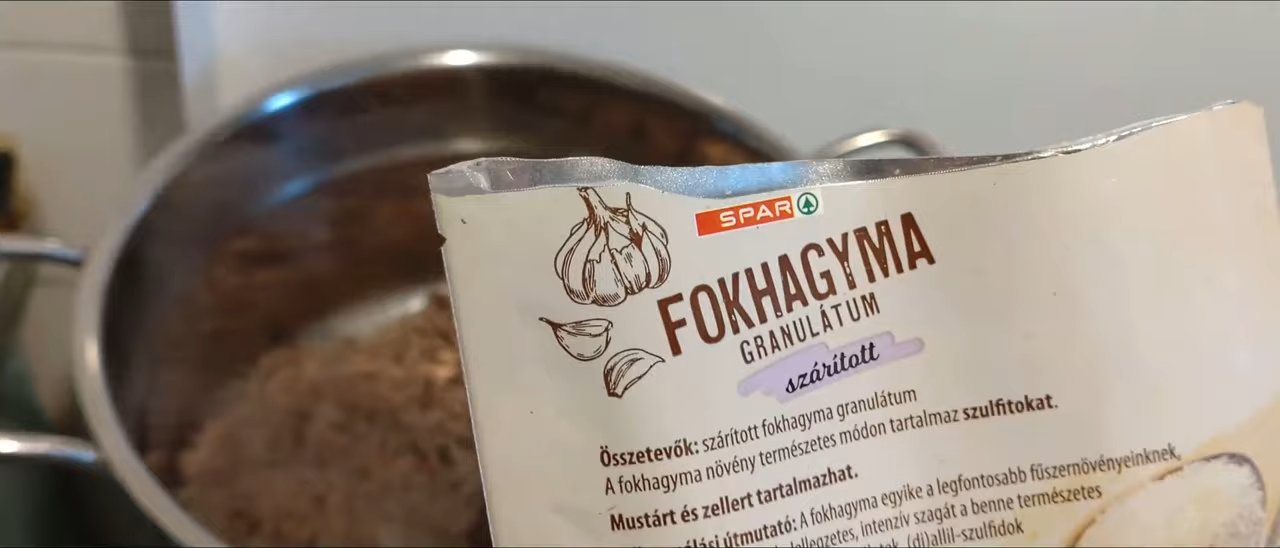 SPAR
FOKHAGYMA
GRANULÁTUM
szárított
Összetevők: szárított fokhagyma granulátum
A fokhagyma növény természetes módon tartalmaz szulfitokat.
Mustárt és zellert tartalmazhat.
útmutató: A fokhagyma egyike a legfontosabb fűszernövényeinknek,
intenzív szagát a benne természetes
(di)allil-szulfidok